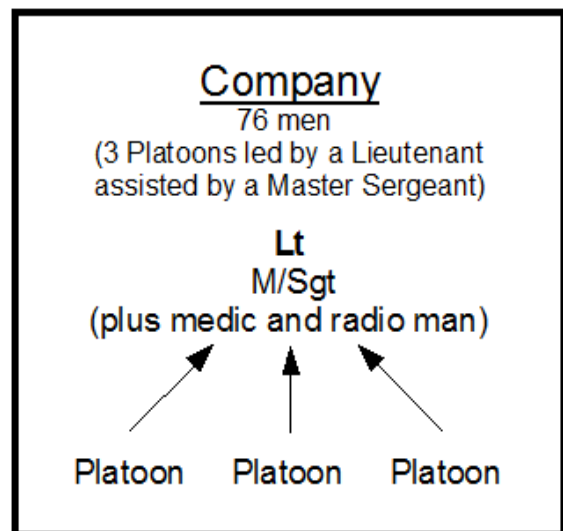 Company
76 men
(3 Platoons led by a Lieutenant
assisted by a Master Sergeant)
Lt
M/Sgt
(plus medic and radio man)
Platoon Platoon Platoon